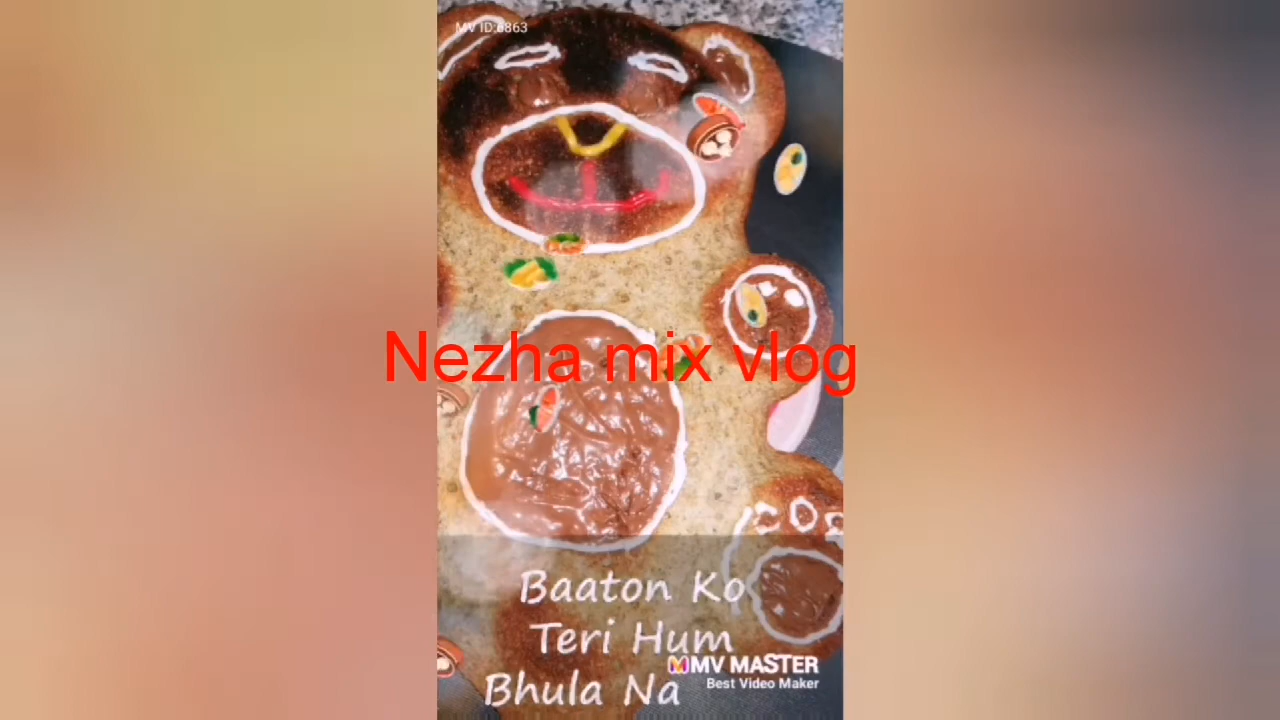 MV ID:6863
Nezha mix vlog
Baaton Ko
Teri Hum
Bhula Na
MV MASTER
Best Video Maker